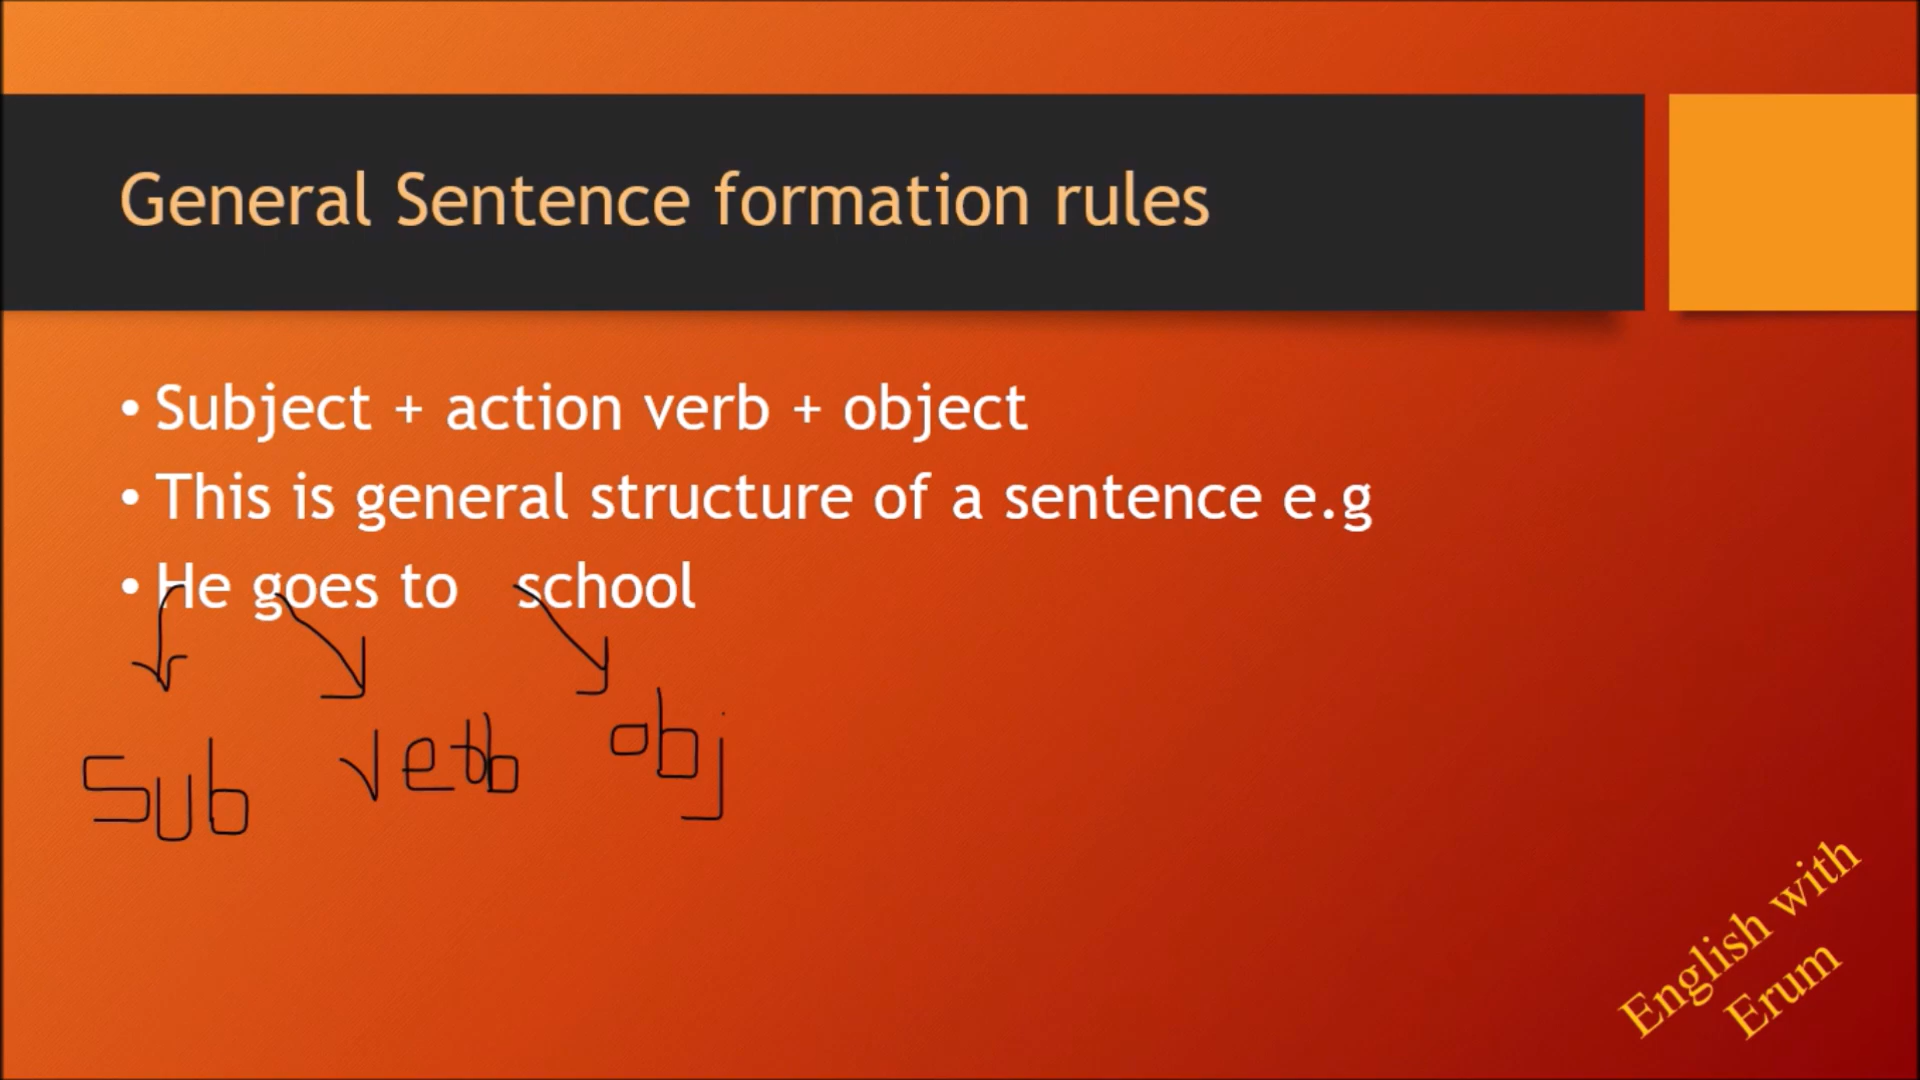 General Sentence formation rules
• Subject + action verb + object
• This is general structure of a sentence e.g
• He goes to school
Sub verb obj
English with
Erum